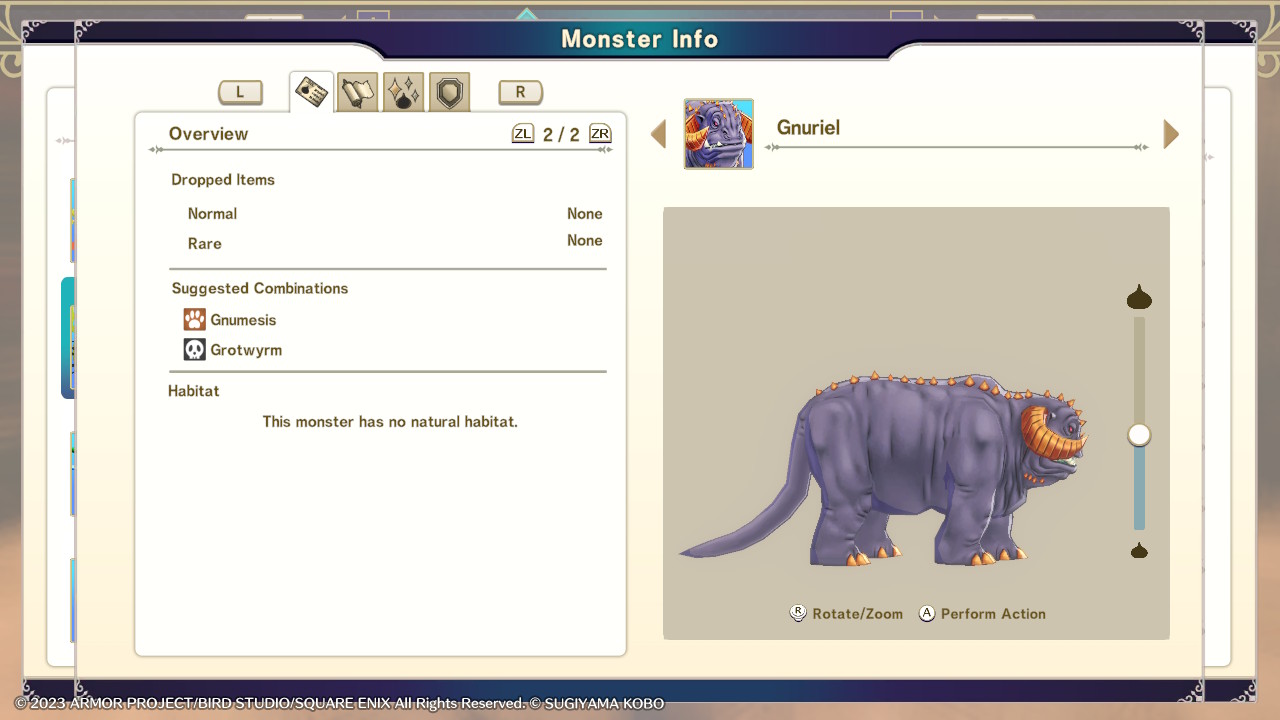 Monster Info
L
R
Overview
ZL 2 / 2 ZR
Dropped Items
Normal None
Rare None
Suggested Combinations
Gnumesis
Grotwyrm
Habitat
This monster has no natural habitat.
Gnuriel
R Rotate/Zoom A Perform Action
© 2023 ARMOR PROJECT/BIRD STUDIO/SQUARE ENIX All Rights Reserved. © SUGIYAMA KOBO